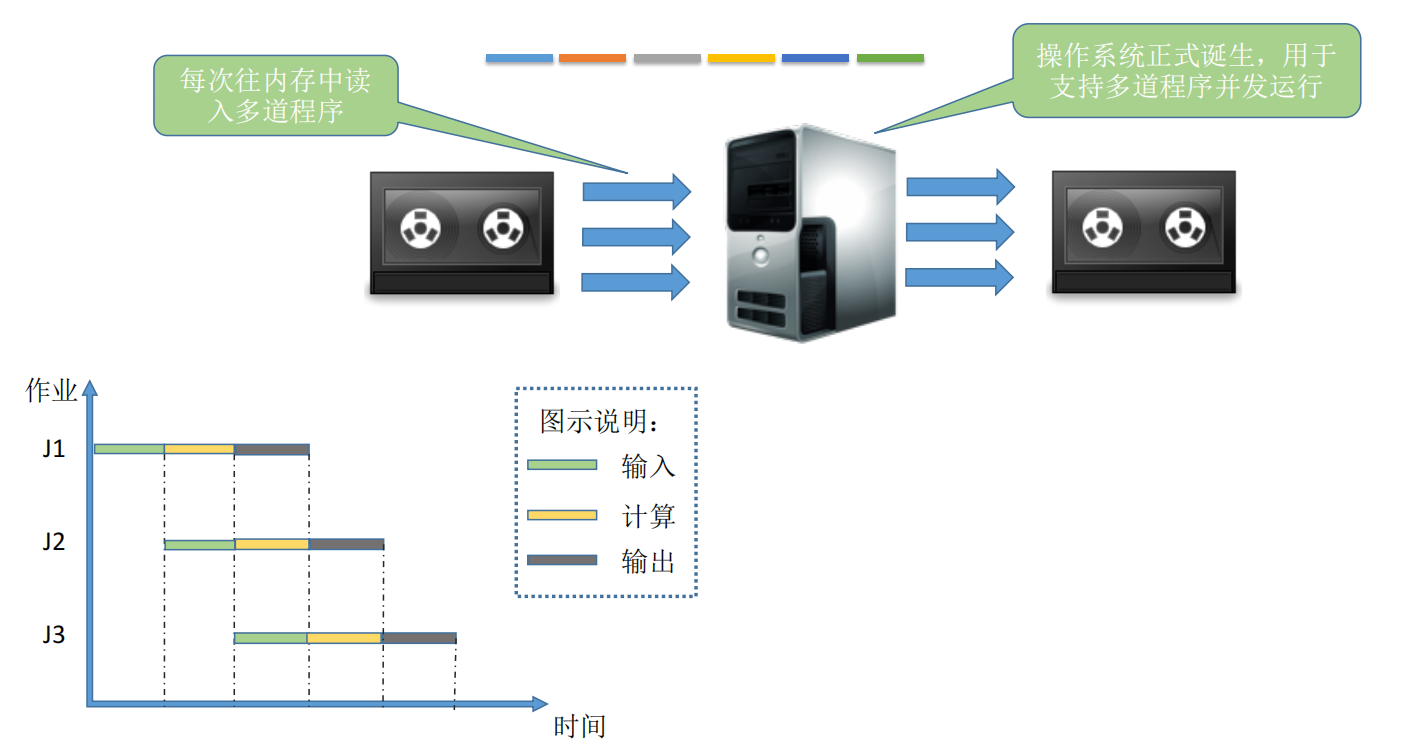 每次往内存中读
入多道程序
操作系统正式诞生，用于
支持多道程序并发运行
作业
J1
J2
J3
时间
图示说明：
输入
计算
输出